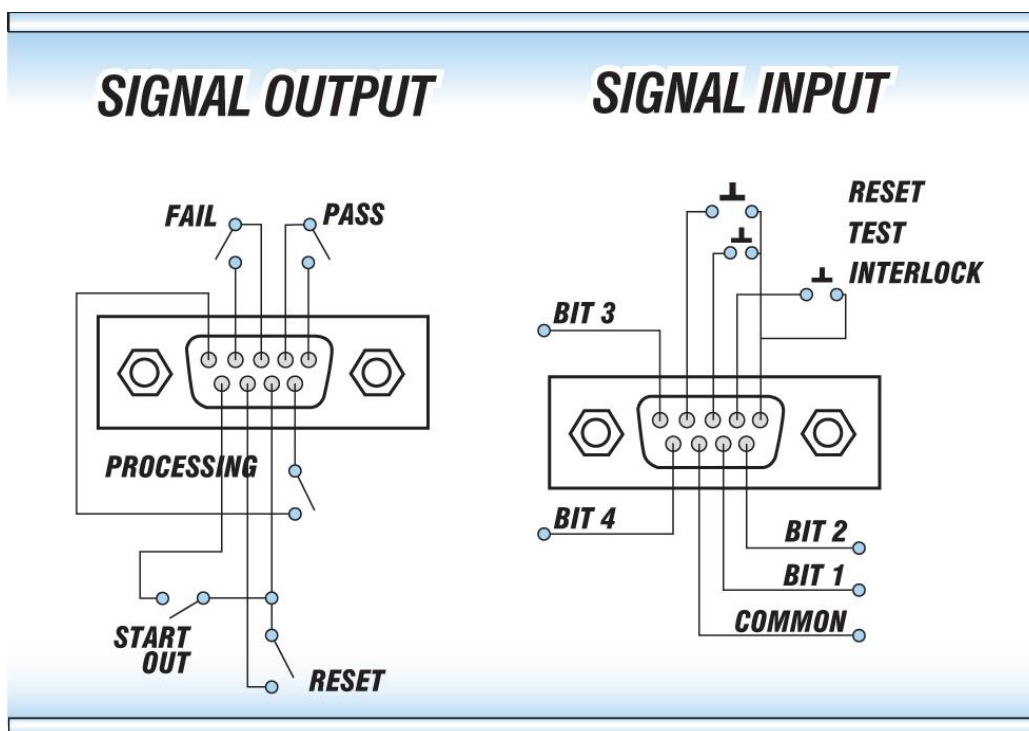 SIGNAL OUTPUT
SIGNAL INPUT
FAIL
PASS
PROCESSING
START
OUT
RESET
RESET
TEST
INTERLOCK
BIT 3
BIT 4
BIT 2
BIT 1
COMMON